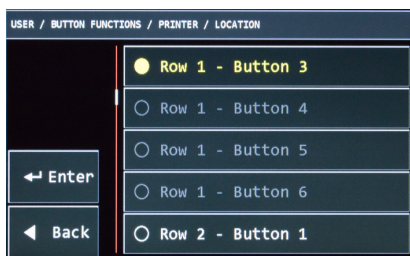 USER / BUTTON FUNCTIONS / PRINTER / LOCATION
Row 1 - Button 3
Row 1 - Button 4
Row 1 - Button 5
Row 1 - Button 6
Row 2 - Button 1
Enter
Back